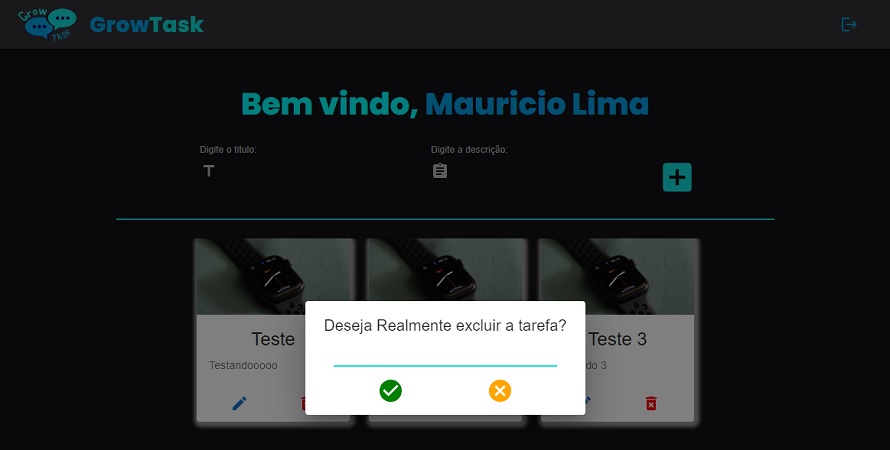 Grow
TASK
GrowTask
Bem vindo, Mauricio Lima
Digite o titulo:
Digite a descrição:
Deseja Realmente excluir a tarefa?
Teste
Teste 3
Testandooooo
do 3